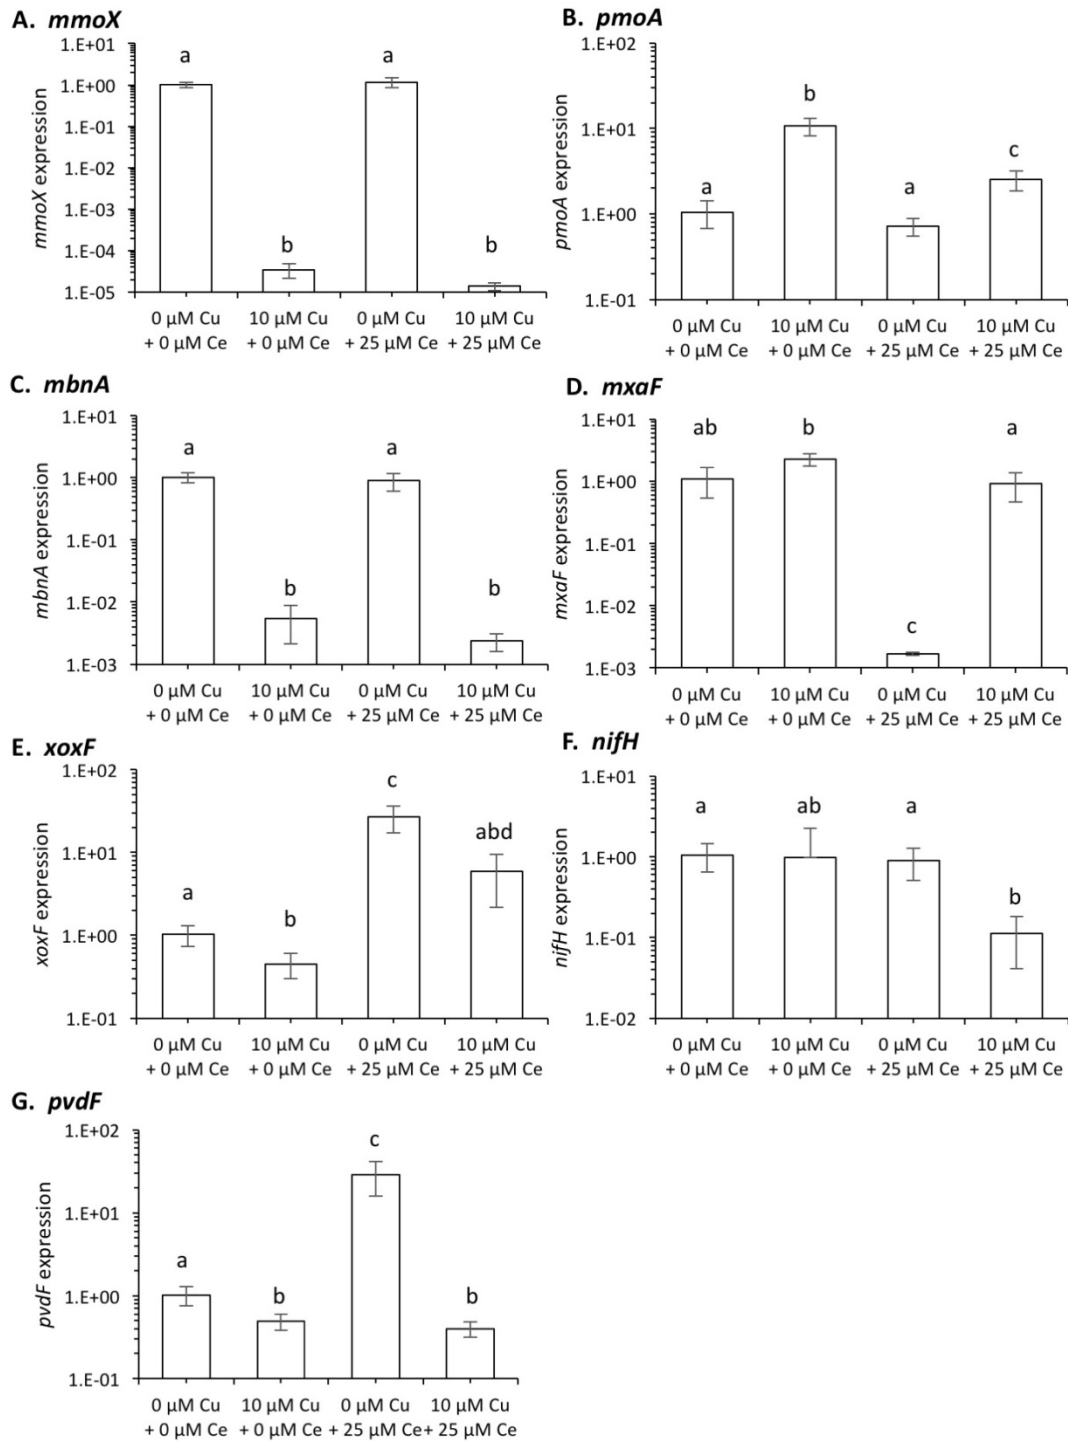 A. mmoX
1.E+01
1.E+00
1.E-01
1.E-02
1.E-03
1.E-04
1.E-05
mmoX expression
a
b
a
b
0 µM Cu
+ 0 µM Ce
10 µM Cu
+ 0 µM Ce
0 µM Cu
+ 25 µM Ce
10 µM Cu
+ 25 µM Ce
B. pmoA
1.E+02
1.E+01
1.E+00
1.E-01
pmoA expression
a
b
a
c
0 µM Cu
+ 0 µM Ce
10 µM Cu
+ 0 µM Ce
0 µM Cu
+ 25 µM Ce
10 µM Cu
+ 25 µM Ce
C. mbnA
1.E+01
1.E+00
1.E-01
1.E-02
1.E-03
mbnA expression
a
b
a
b
0 µM Cu
+ 0 µM Ce
10 µM Cu
+ 0 µM Ce
0 µM Cu
+ 25 µM Ce
10 µM Cu
+ 25 µM Ce
D. mxaF
1.E+01
1.E+00
1.E-01
1.E-02
1.E-03
mxaF expression
ab
b
c
a
0 µM Cu
+ 0 µM Ce
10 µM Cu
+ 0 µM Ce
0 µM Cu
+ 25 µM Ce
10 µM Cu
+ 25 µM Ce
E. xoxF
1.E+02
1.E+01
1.E+00
1.E-01
xoxF expression
a
b
c
abd
0 µM Cu
+ 0 µM Ce
10 µM Cu
+ 0 µM Ce
0 µM Cu
+ 25 µM Ce
10 µM Cu
+ 25 µM Ce
F. nifH
1.E+01
1.E+00
1.E-01
1.E-02
nifH expression
a
ab
a
b
0 µM Cu
+ 0 µM Ce
10 µM Cu
+ 0 µM Ce
0 µM Cu
+ 25 µM Ce
10 µM Cu
+ 25 µM Ce
G. pvdF
1.E+02
1.E+01
1.E+00
1.E-01
pvdF expression
a
b
c
b
0 µM Cu
+ 0 µM Ce
10 µM Cu
+ 0 µM Ce
0 µM Cu
+ 25 µM Ce
10 µM Cu
+ 25 µM Ce